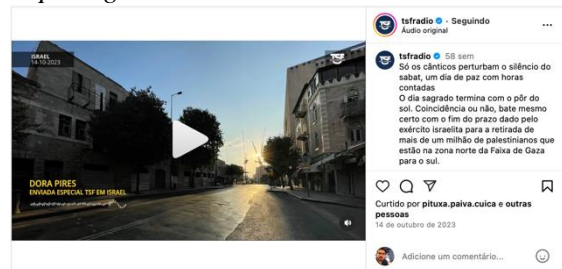 ISRAEL
14-10-2023
TSF
DORA PIRES
ENVIADA ESPECIAL TSF EM ISRAEL
tsfradio • Seguindo
Áudio original
tsfradio 58 sem
Só os cânticos perturbam o silêncio do
sabat, um dia de paz com horas
contadas
O dia sagrado termina com o pôr do
sol. Coincidência ou não, bate mesmo
certo com o fim do prazo dado pelo
exército israelita para a retirada de
mais de um milhão de palestinianos que
estão na zona norte da Faixa de Gaza
para o sul.
Curtido por pituxa.paiva.cuica e outras
pessoas
14 de outubro de 2023
Adicione um comentário...